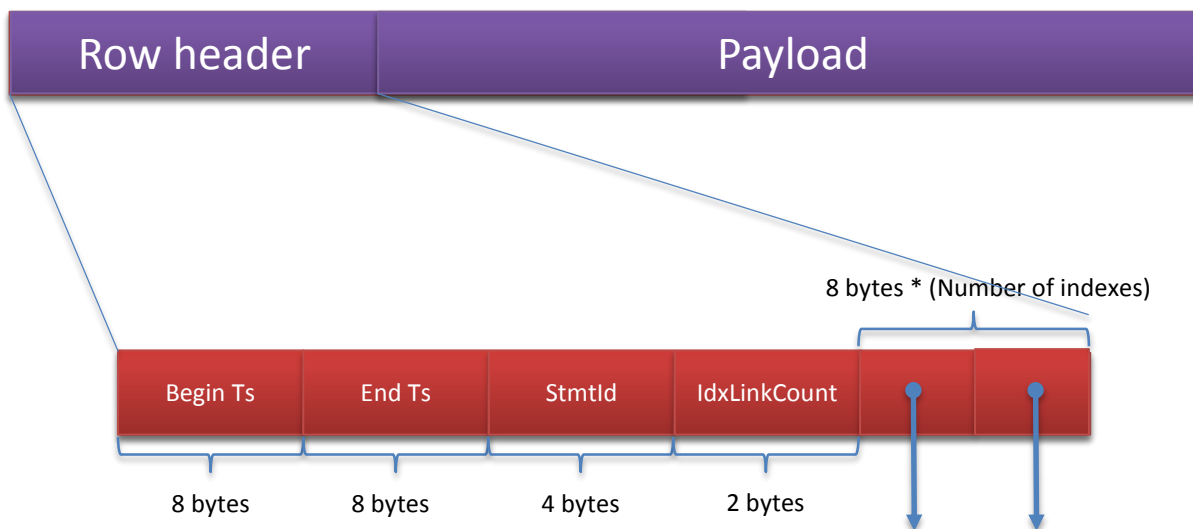 Row header
Payload
8 bytes * (Number of indexes)
Begin Ts
End Ts
StmtId
IdxLinkCount
8 bytes
8 bytes
4 bytes
2 bytes